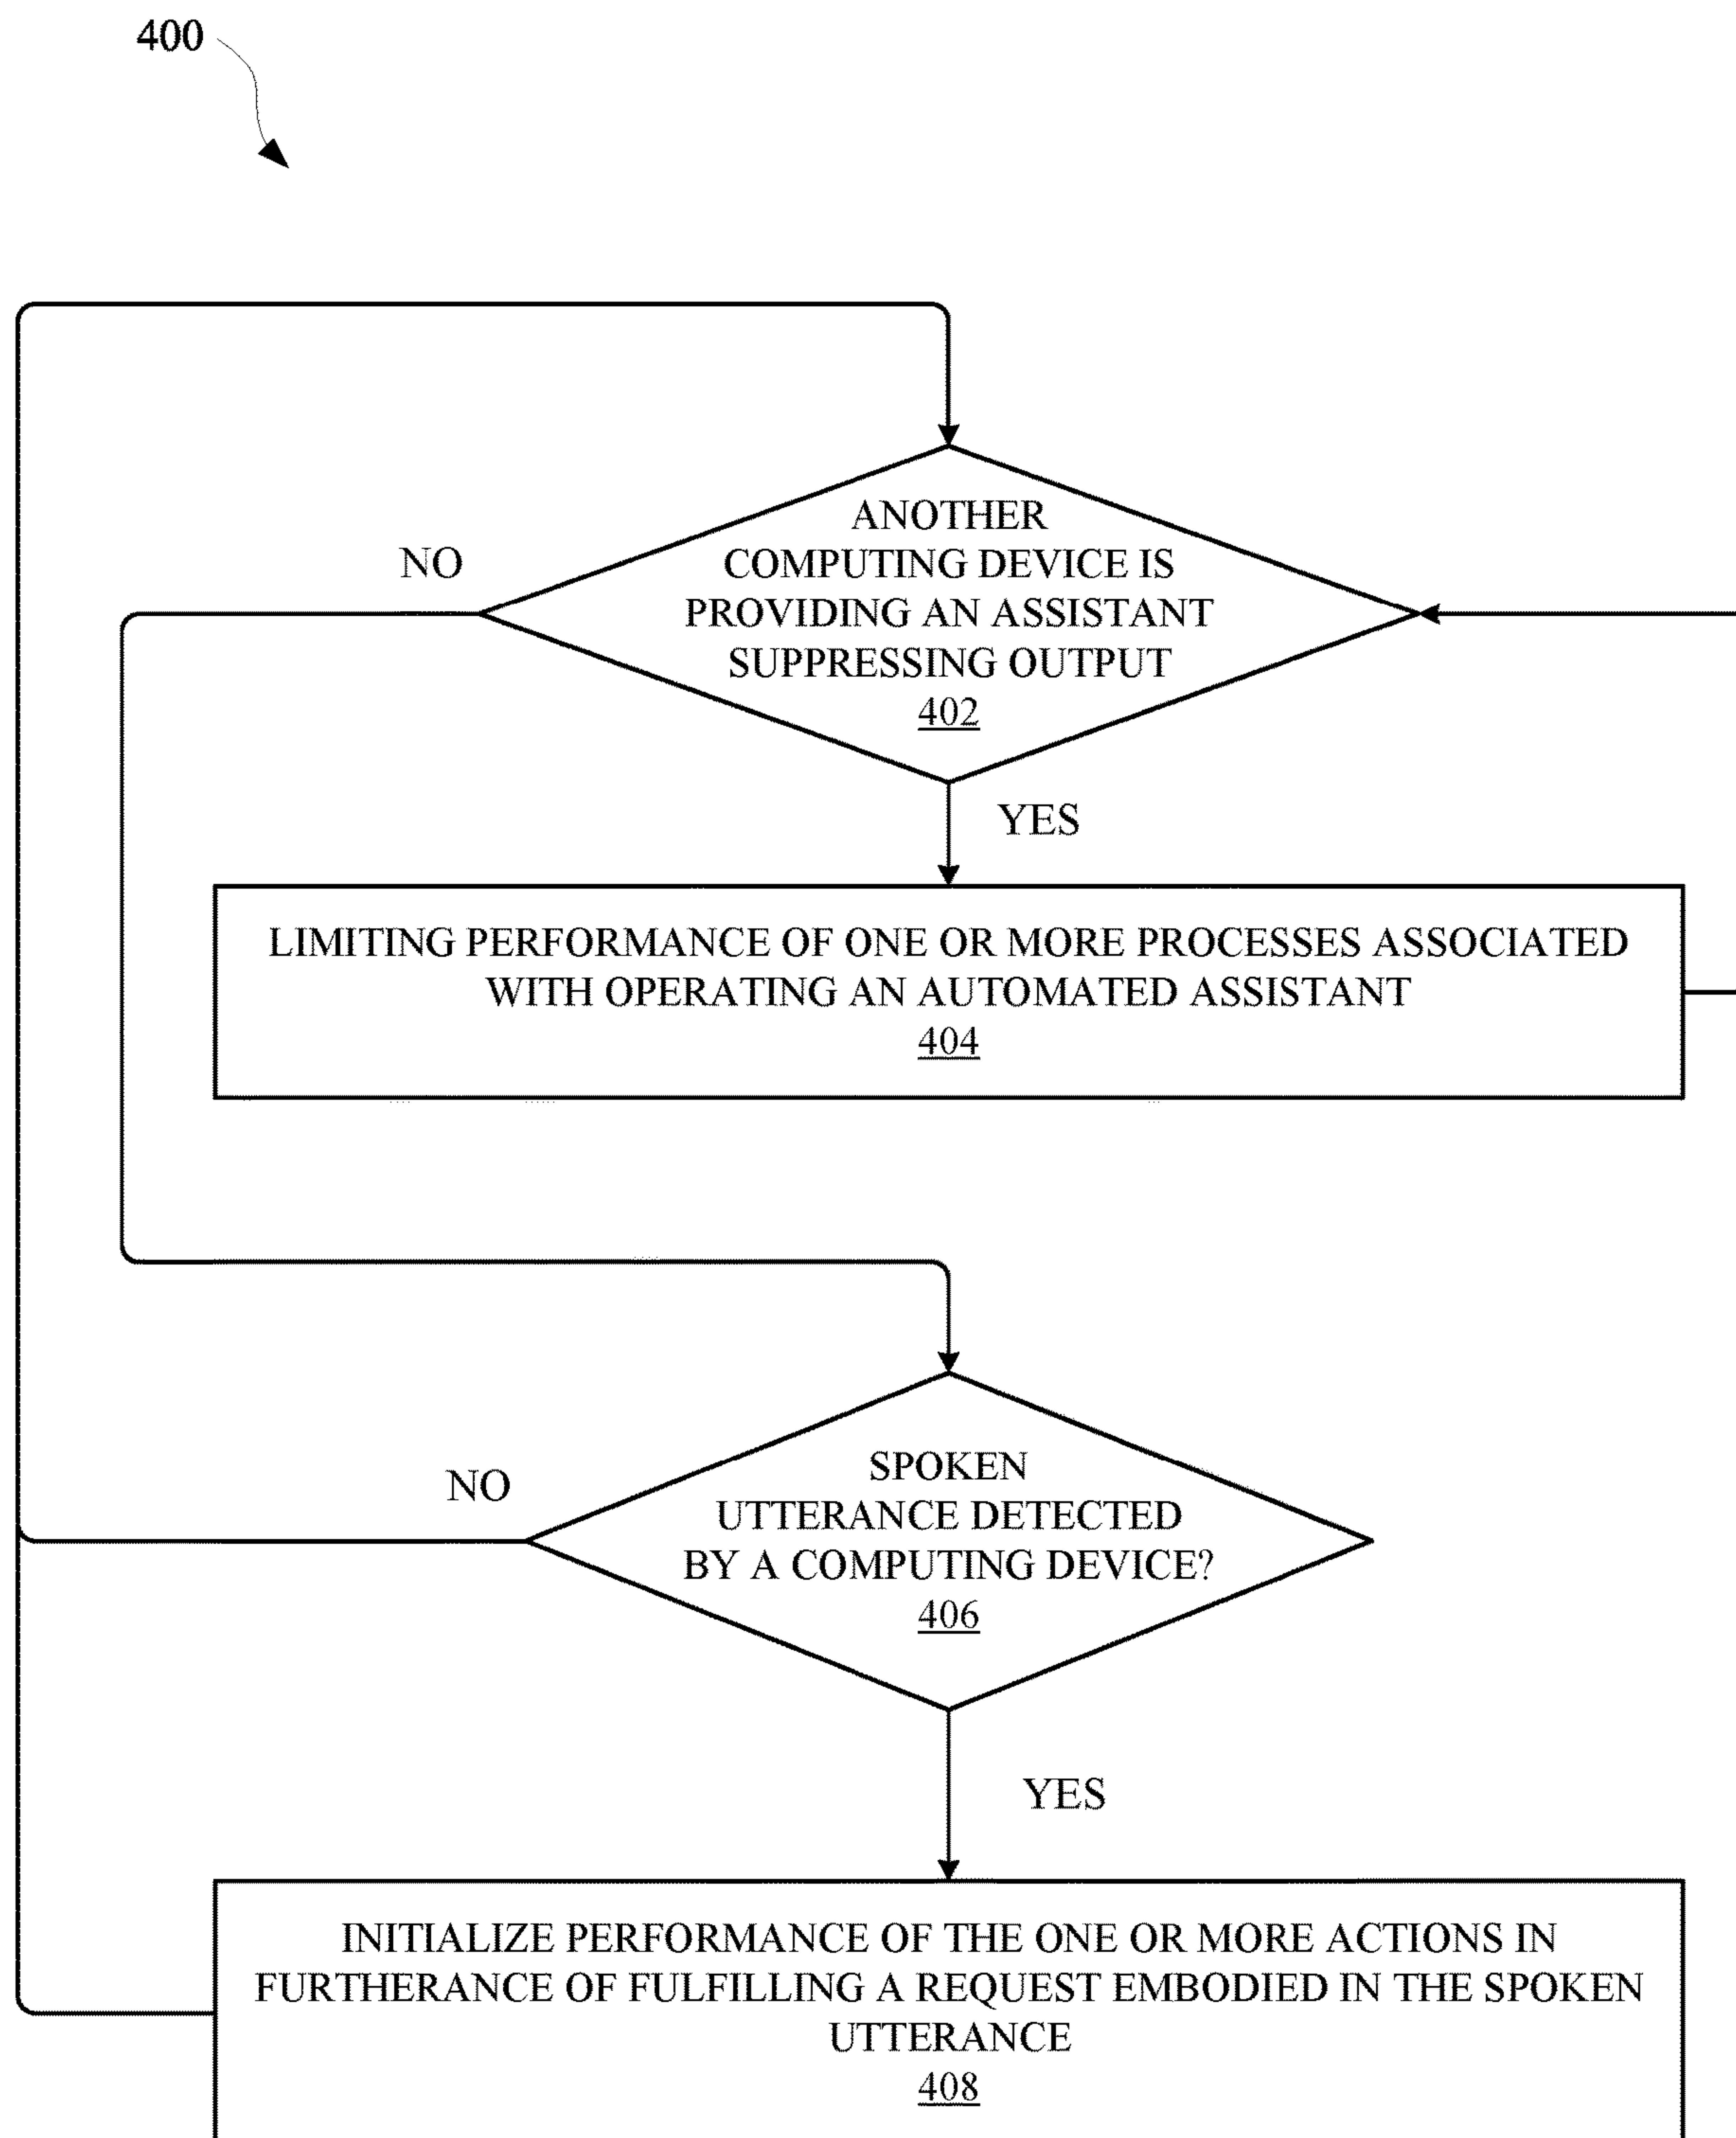 400
ANOTHER
COMPUTING DEVICE IS
PROVIDING AN ASSISTANT
SUPPRESSING OUTPUT
402
NO
YES
LIMITING PERFORMANCE OF ONE OR MORE PROCESSES ASSOCIATED
WITH OPERATING AN AUTOMATED ASSISTANT
404
SPOKEN
UTTERANCE DETECTED
BY A COMPUTING DEVICE?
406
NO
YES
INITIALIZE PERFORMANCE OF THE ONE OR MORE ACTIONS IN
FURTHERANCE OF FULFILLING A REQUEST EMBODIED IN THE SPOKEN
UTTERANCE
408